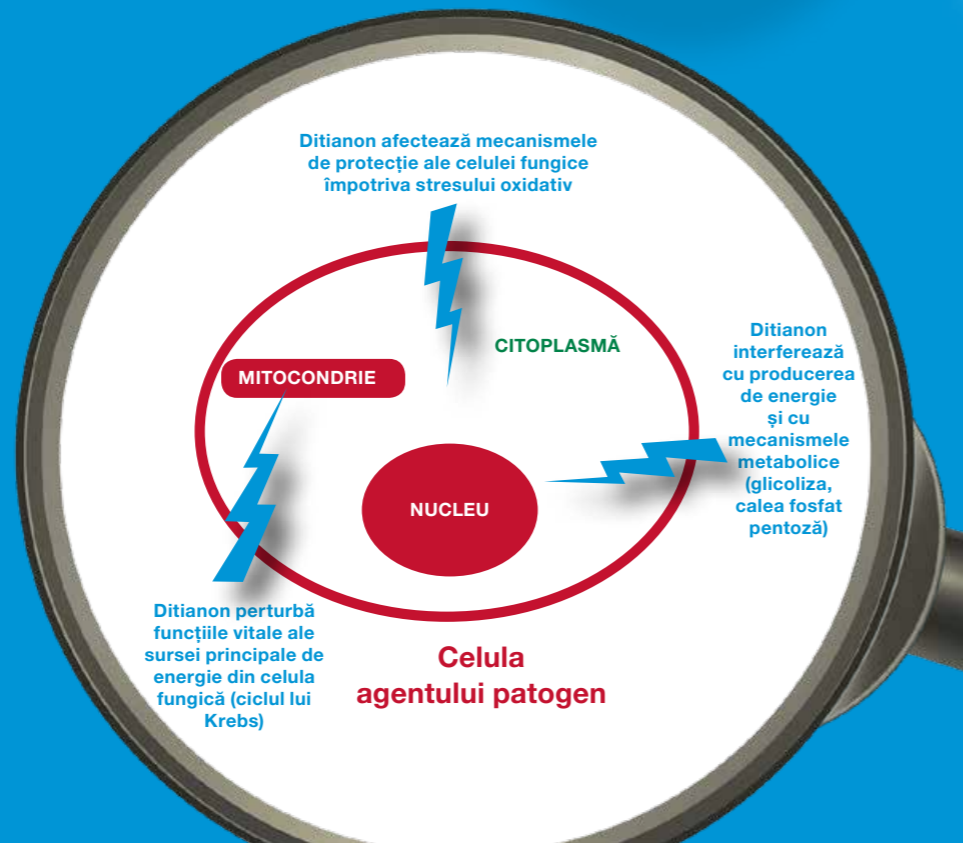 Ditianon afectează mecanismele
de protecție ale celulei fungice
împotriva stresului oxidativ
CITOPLASMĂ
MITOCONDRIE
NUCLEU
Ditianon
interferează
cu producerea
de energie
și cu
mecanismele
metabolice
(glicoliza,
calea fosfat
pentoză)
Ditianon perturbă
funcțiile vitale ale
sursei principale de
energie din celula
fungică (ciclul lui
Krebs)
Celula
agentului patogen